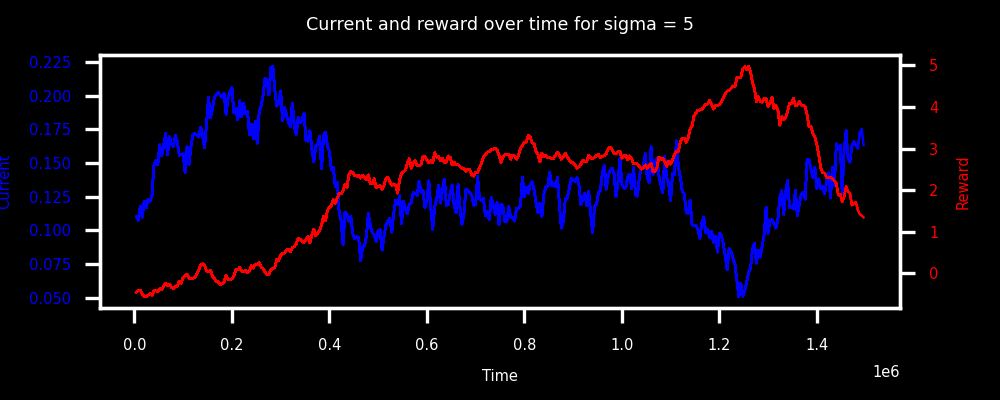 Current and reward over time for sigma = 5
Current
0.225
0.200
0.175
0.150
0.125
0.100
0.075
0.050
5
4
3
2
1
0
Reward
0.0 0.2 0.4 0.6 0.8 1.0 1.2 1.4
1e6
Time